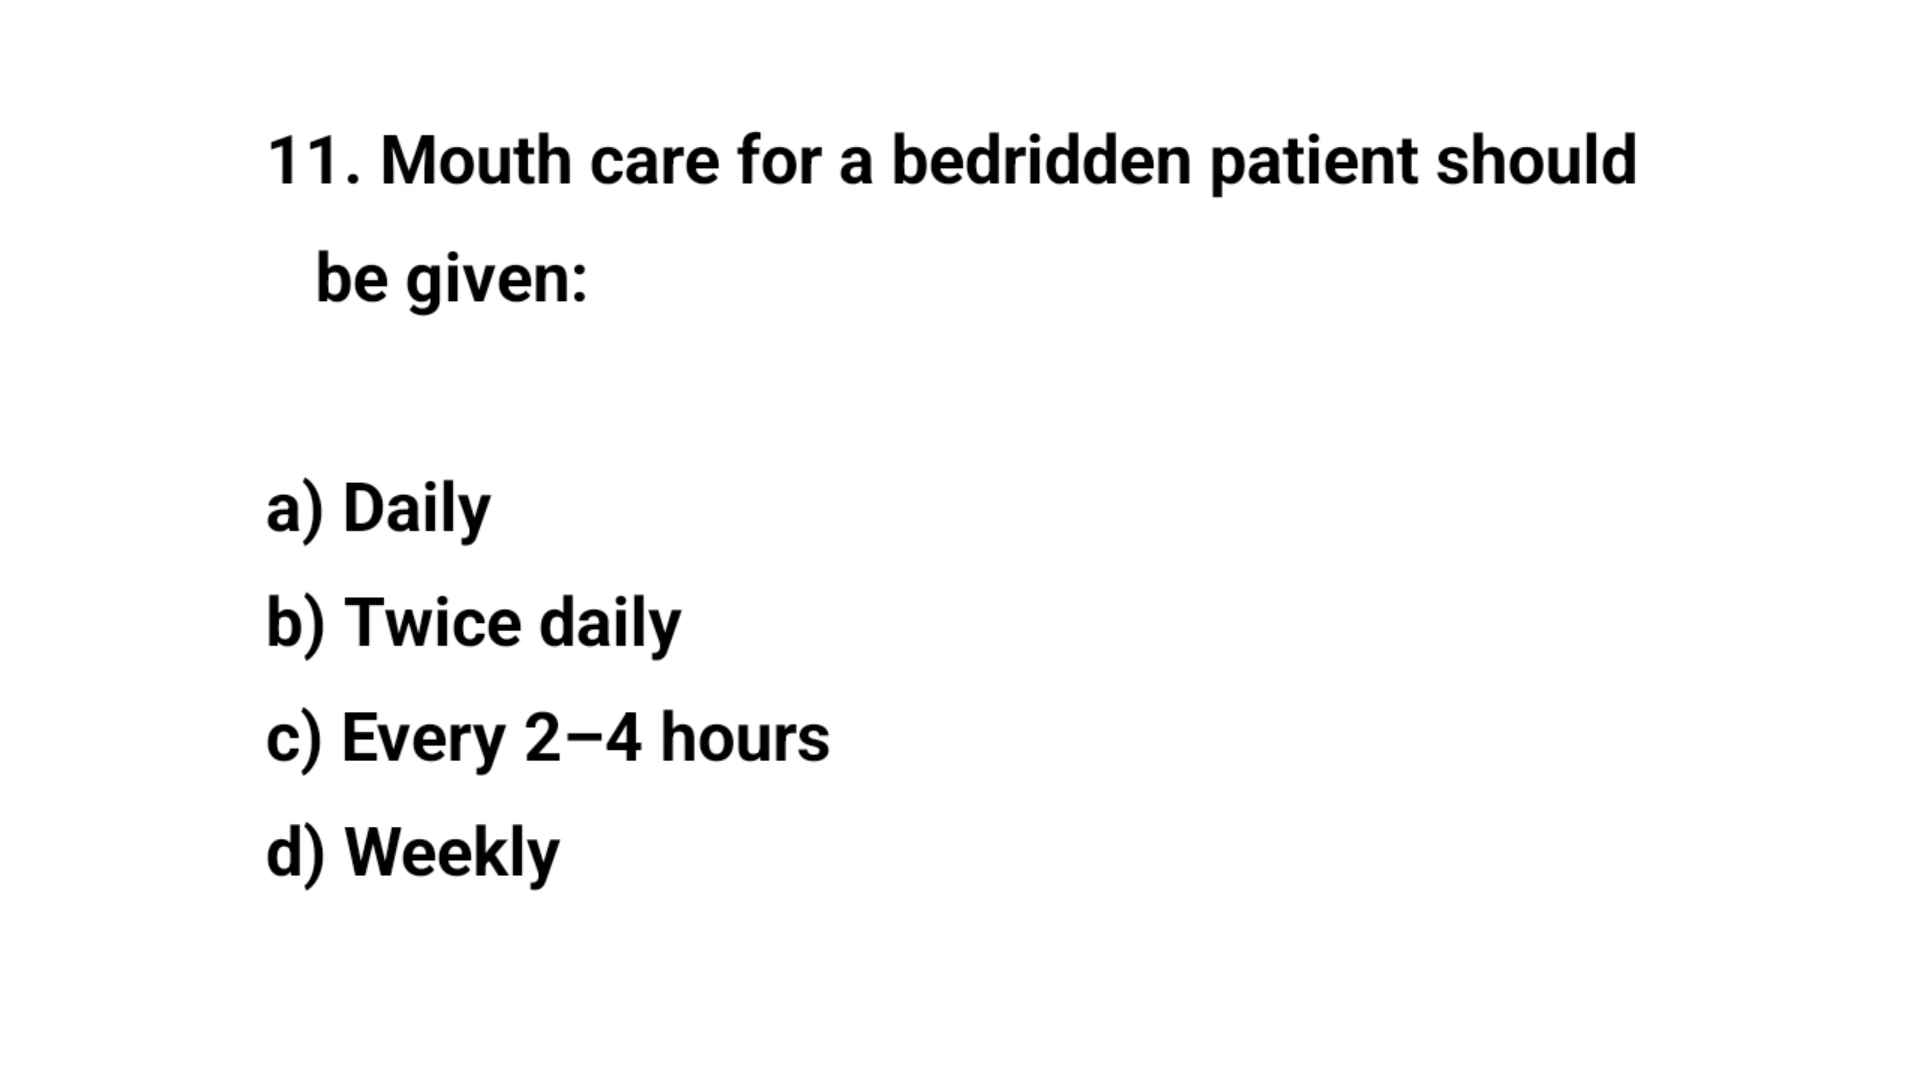 11. Mouth care for a bedridden patient should
be given:
a) Daily
b) Twice daily
c) Every 2–4 hours
d) Weekly